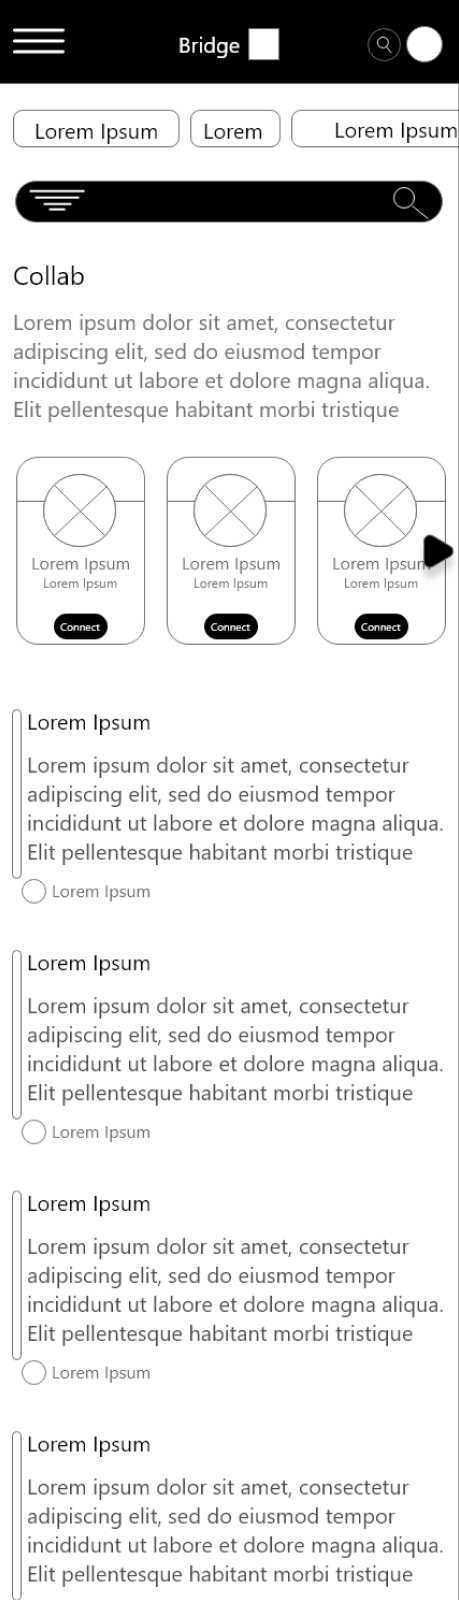 Bridge
Lorem Ipsum
Lorem
Lorem Ipsum
Collab
Lorem ipsum dolor sit amet, consectetur
adipiscing elit, sed do eiusmod tempor
incididunt ut labore et dolore magna aliqua.
Elit pellentesque habitant morbi tristique
Lorem Ipsum
Lorem Ipsum
Connect
Lorem Ipsum
Lorem Ipsum
Connect
Lorem Ipsum
Lorem Ipsum
Connect
Lorem Ipsum
Lorem ipsum dolor sit amet, consectetur
adipiscing elit, sed do eiusmod tempor
incididunt ut labore et dolore magna aliqua.
Elit pellentesque habitant morbi tristique
Lorem Ipsum
Lorem Ipsum
Lorem ipsum dolor sit amet, consectetur
adipiscing elit, sed do eiusmod tempor
incididunt ut labore et dolore magna aliqua.
Elit pellentesque habitant morbi tristique
Lorem Ipsum
Lorem Ipsum
Lorem ipsum dolor sit amet, consectetur
adipiscing elit, sed do eiusmod tempor
incididunt ut labore et dolore magna aliqua.
Elit pellentesque habitant morbi tristique
Lorem Ipsum
Lorem Ipsum
Lorem ipsum dolor sit amet, consectetur
adipiscing elit, sed do eiusmod tempor
incididunt ut labore et dolore magna aliqua.
Elit pellentesque habitant morbi tristique